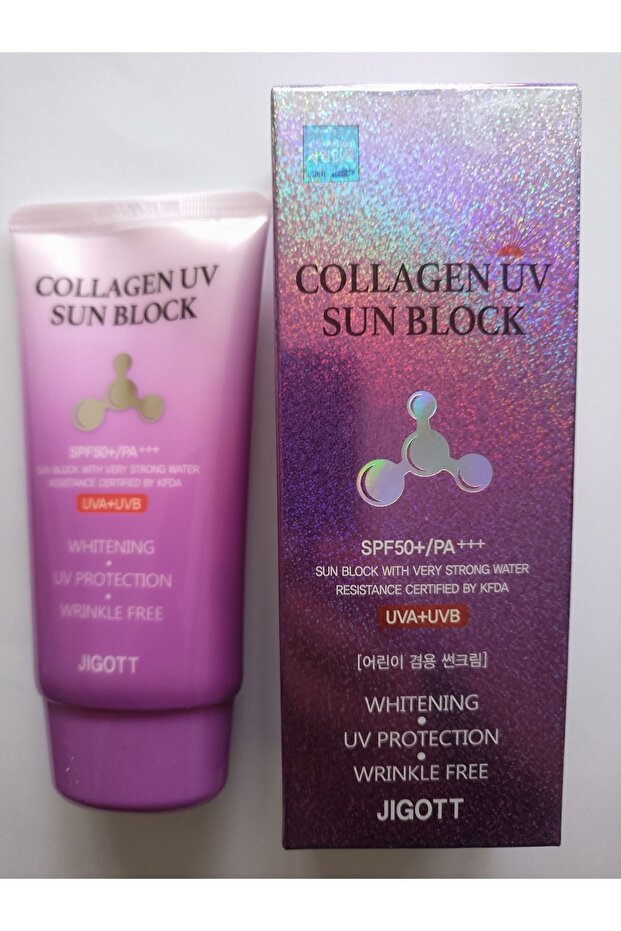 COLLAGEN UV
SUN BLOCK
SPF50+/PA+++
SUN BLOCK WITH VERY STRONG WATER
RESISTANCE CERTIFIED BY KFDA
UVA+UVB
WHITENING
•
UV PROTECTION
•
WRINKLE FREE
JIGOTT
COLLAGEN UV
SUN BLOCK
SPF50+/PA+++
SUN BLOCK WITH VERY STRONG WATER
RESISTANCE CERTIFIED BY KFDA
UVA+UVB
[어린이 겸용 썬크림]
WHITENING
•
UV PROTECTION
•
WRINKLE FREE
JIGOTT